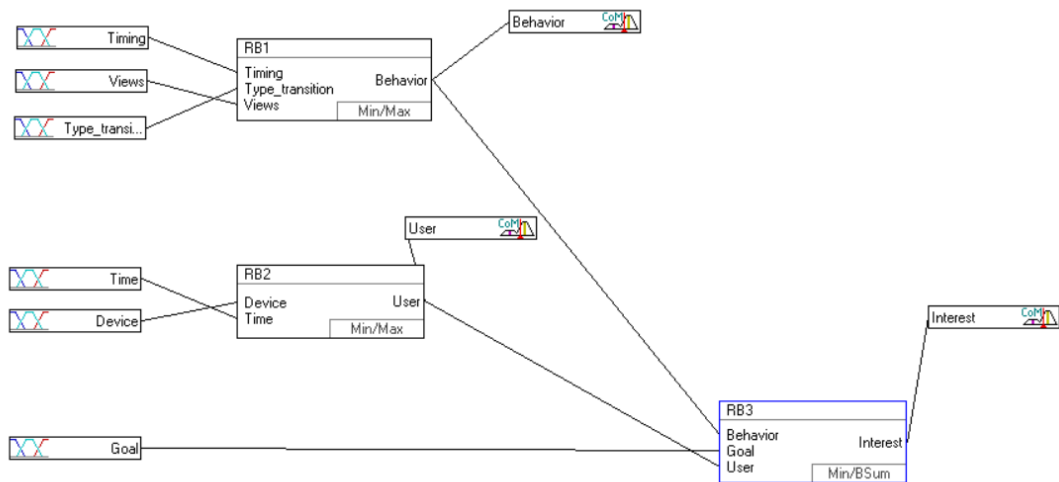 Timing
Views
Type_transi...
RB1
Timing
Type_transition
Views
Behavior
Min/Max
Behavior
CoM
User
CoM
Time
Device
RB2
Device
Time
User
Min/Max
Interest
CoM
Goal
RB3
Behavior
Goal
User
Interest
Min/BSum